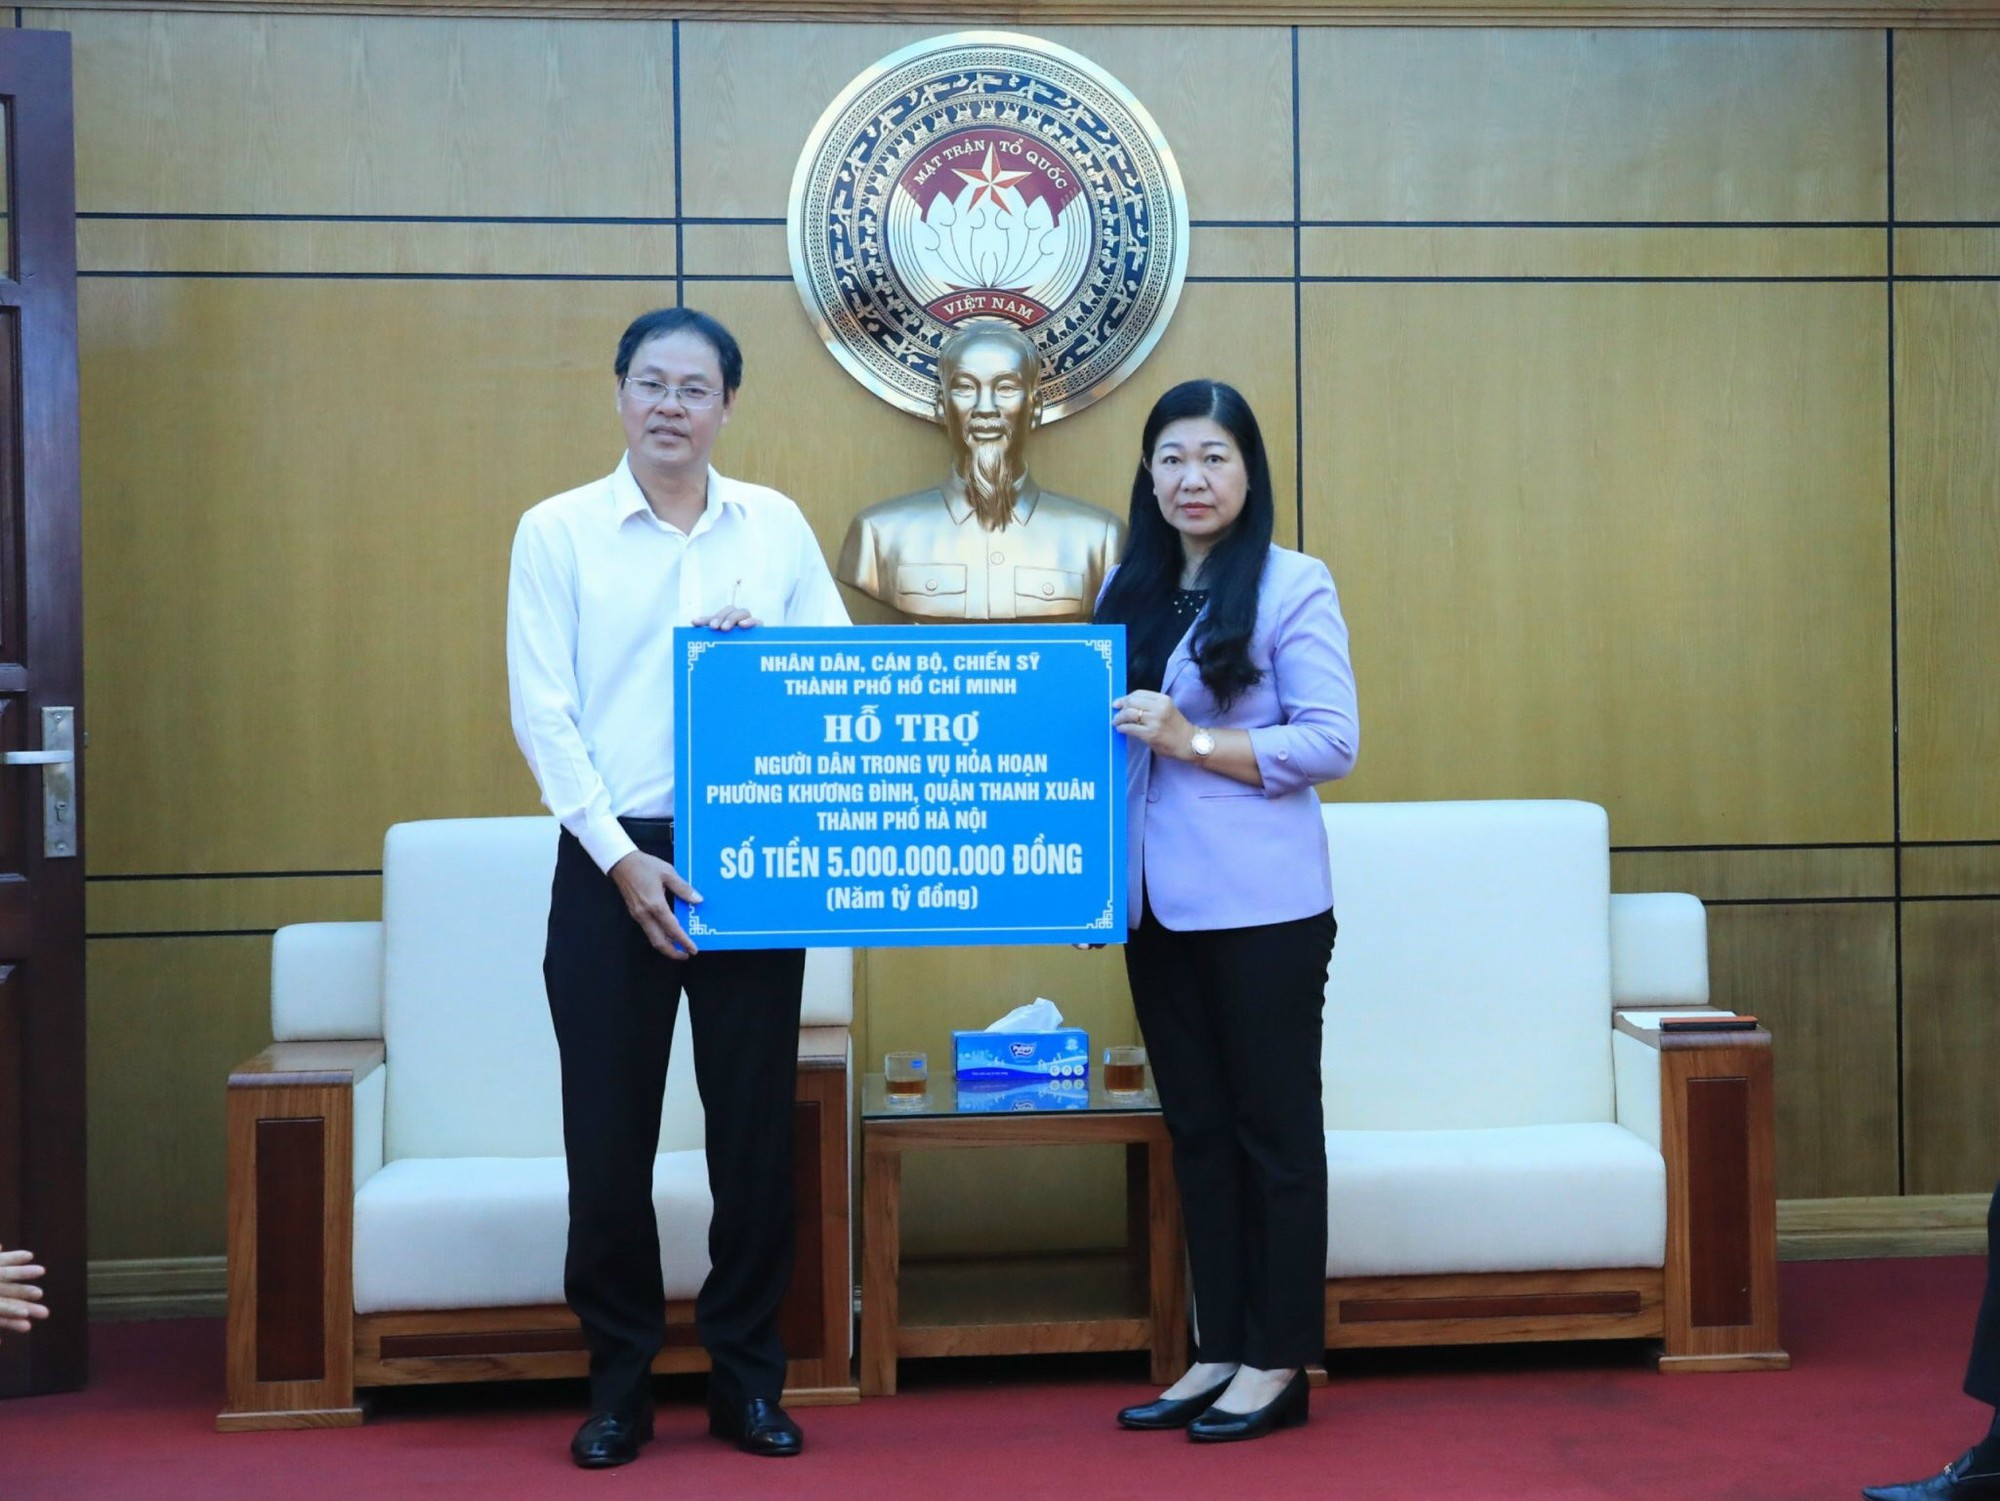 MẶT TRẬN TỔ QUỐC
VIỆT NAM
NHÂN DÂN, CÁN BỘ, CHIẾN SỸ
THÀNH PHỐ HỒ CHÍ MINH
HỖ TRỢ
NGƯỜI DÂN TRONG VỤ HỎA HOẠN
PHƯỜNG KHƯƠNG ĐÌNH, QUẬN THANH XUÂN
THÀNH PHỐ HÀ NỘI
SỐ TIỀN 5.000.000.000 ĐỒNG
(Năm tỷ đồng)
Pulppy